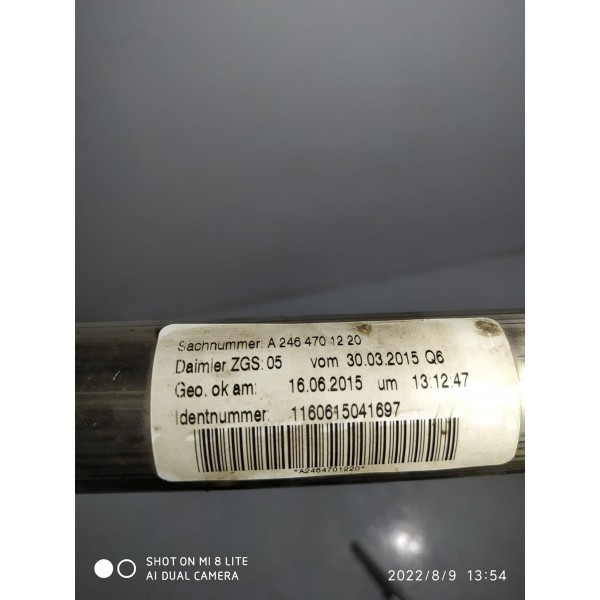 Sachnummer: A 246 470 12 20
Daimler ZGS: 05 vom 30.03.2015 Q6
Geo. ok am: 16.06.2015 um 13:12:47
Identnummer: 1160615041697
*A2464701220*
SHOT ON MI 8 LITE
AI DUAL CAMERA
2022/8/9 13:54